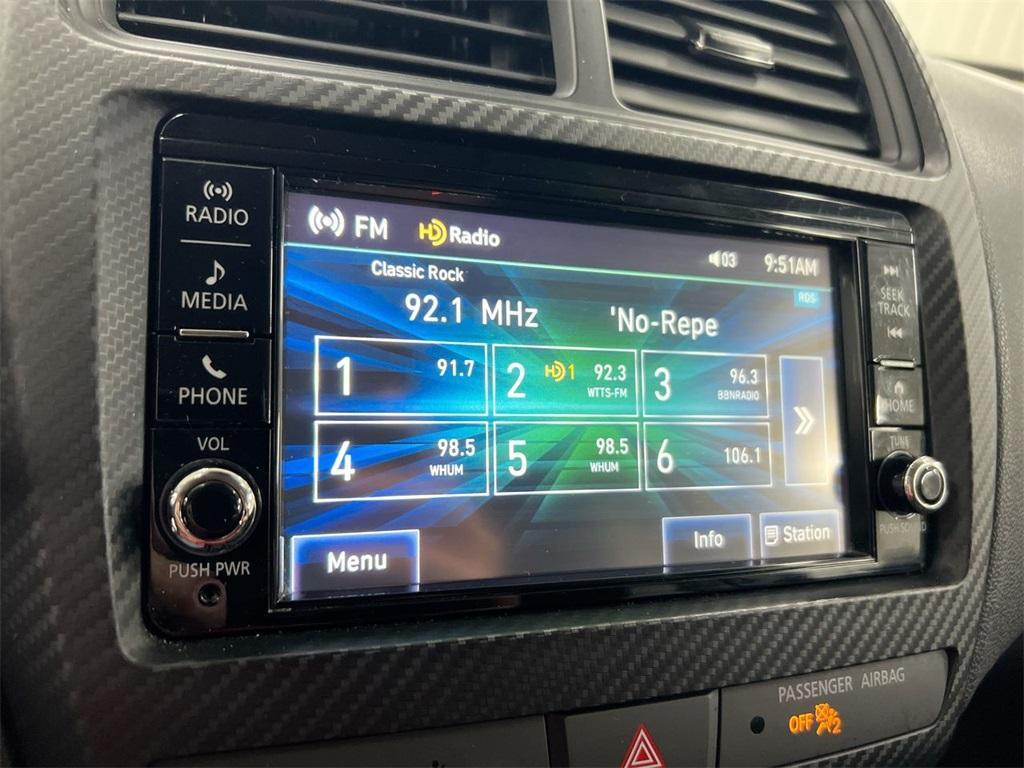 RADIO
MEDIA
PHONE
VOL
PUSH PWR
FM HD Radio
03 9:51AM
Classic Rock
RDS
92.1 MHz 'No-Repe
1 91.7
2 HD1 92.3
WTTS-FM
3 96.3
BBNRADIO
4 98.5
WHUM
5 98.5
WHUM
6 106.1
Menu
Info
Station
SEEK
TRACK
HOME
TUNE
PUSH SOUND
PASSENGER AIRBAG
OFF 2